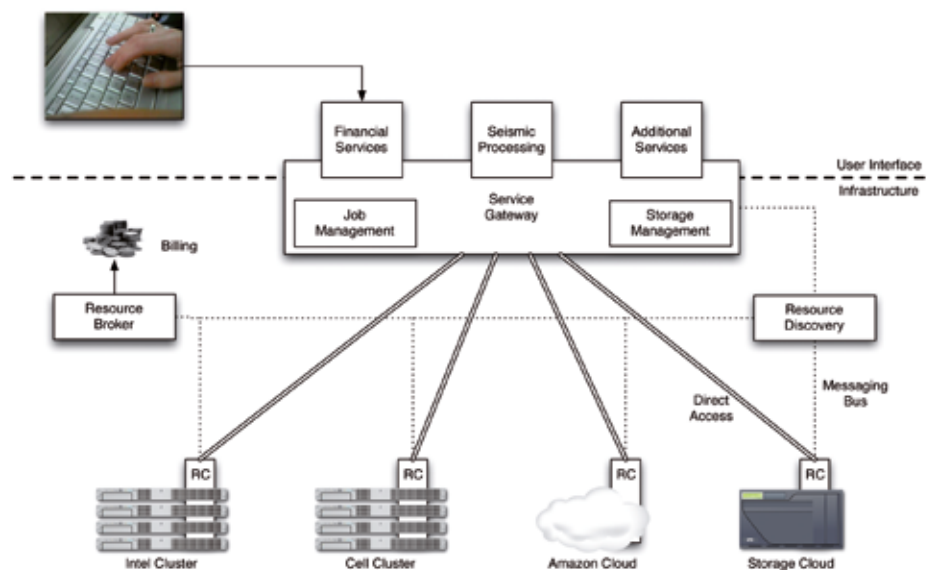 Financial
Services
Seismic
Processing
Additional
Services
User Interface
Infrastructure
Service
Gateway
Job
Management
Storage
Management
Billing
Resource
Broker
Resource
Discovery
Direct
Access
Messaging
Bus
RC
RC
RC
RC
Intel Cluster
Cell Cluster
Amazon Cloud
Storage Cloud